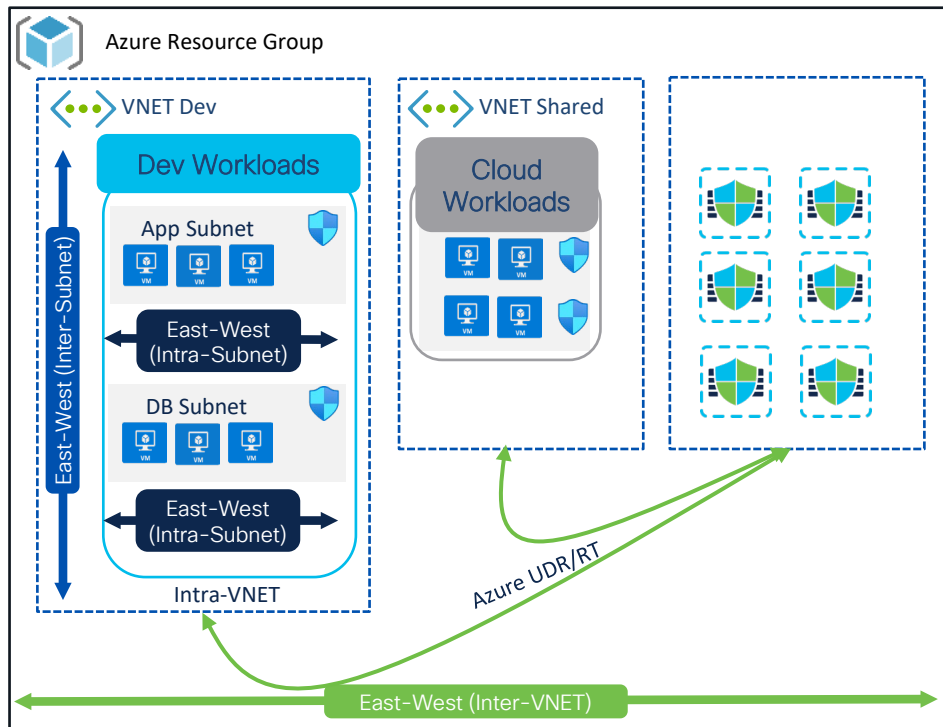 Azure Resource Group
VNET Dev
Dev Workloads
App Subnet
VM
VM
VM
East-West
(Intra-Subnet)
DB Subnet
VM
VM
VM
East-West
(Intra-Subnet)
Intra-VNET
East-West (Inter-Subnet)
VNET Shared
Cloud
Workloads
VM
VM
VM
VM
Azure UDR/RT
East-West (Inter-VNET)